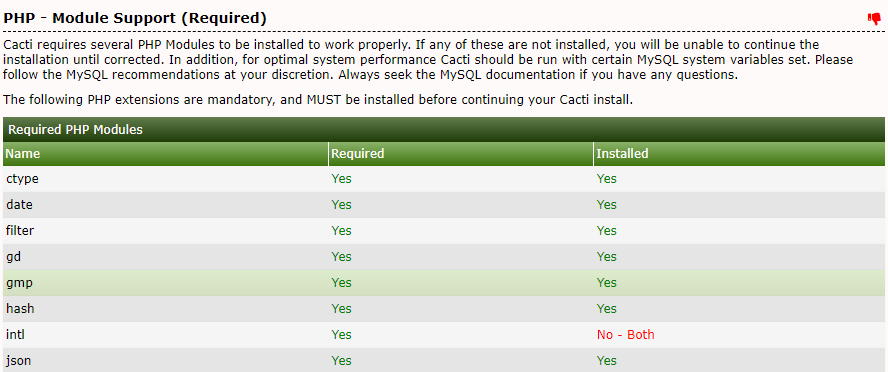 PHP - Module Support (Required)
Cacti requires several PHP Modules to be installed to work properly. If any of these are not installed, you will be unable to continue the
installation until corrected. In addition, for optimal system performance Cacti should be run with certain MySQL system variables set. Please
follow the MySQL recommendations at your discretion. Always seek the MySQL documentation if you have any questions.
The following PHP extensions are mandatory, and MUST be installed before continuing your Cacti install.
Required PHP Modules
Name Required Installed
ctype Yes Yes
date Yes Yes
filter Yes Yes
gd Yes Yes
gmp Yes Yes
hash Yes Yes
intl Yes No - Both
json Yes Yes